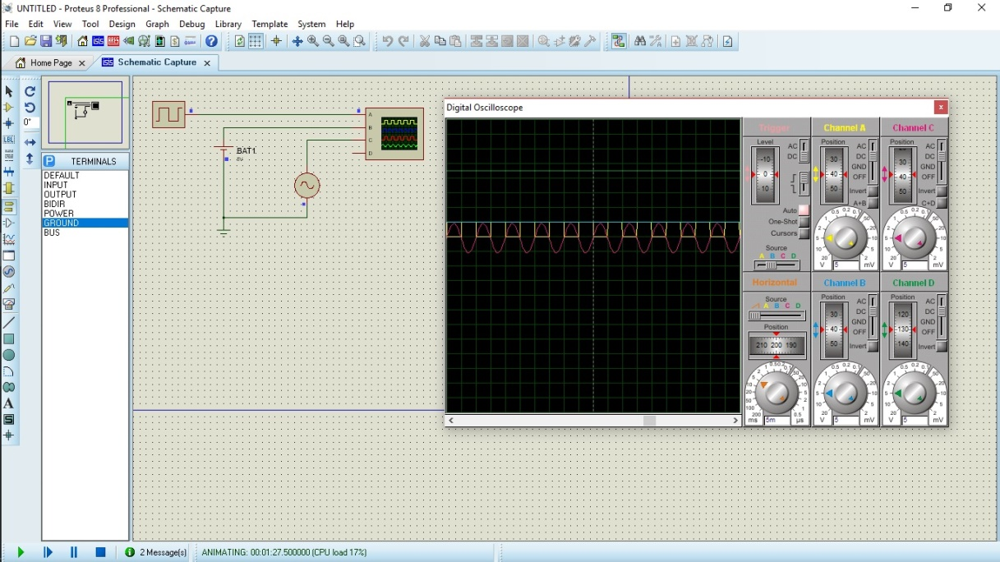 UNTITLED - Proteus 8 Professional - Schematic Capture
File Edit View Tool Design Graph Debug Library Template System Help
Home Page
Schematic Capture
0°
LBL
P TERMINALS
DEFAULT
INPUT
OUTPUT
BIDIR
POWER
GROUND
BUS
A
S
A
B
C
D
BAT1
Digital Oscilloscope
Trigger
Level
-10
0
10
AC
DC
Auto
One-Shot
Cursors
Source
A B C D
Horizontal
Source
A B C D
Position
210 200 190
ms 5m µs
Channel A
Position
30
40
50
AC
DC
GND
OFF
Invert
A+B
V 5 mV
Channel C
Position
30
40
50
AC
DC
GND
OFF
Invert
C+D
V 5 mV
Channel B
Position
30
40
50
AC
DC
GND
OFF
Invert
V 5 mV
Channel D
Position
-120
-130
140
AC
DC
GND
OFF
Invert
V 5 mV
2 Message(s)
ANIMATING: 00:01:27.500000 (CPU load 17%)